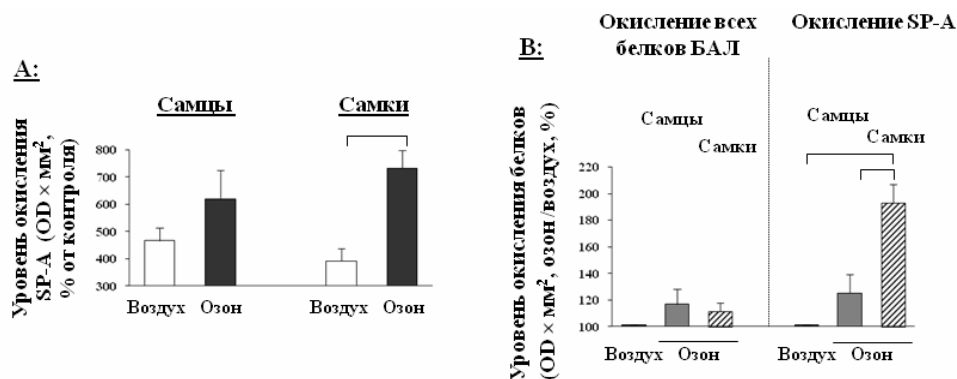 А:
Уровень окисления
SP-A (OD × мм², 
% от контроля)
Самцы
Самки
800
700
600
500
400
300
Воздух Озон
Воздух Озон
В:
Окисление всех
белков БАЛ
Окисление SP-A
Уровень окисления белков
(OD × мм², озон/воздух, %)
Самцы
Самки
Самцы
Самки
220
200
180
160
140
120
100
Воздух
Озон
Воздух
Озон